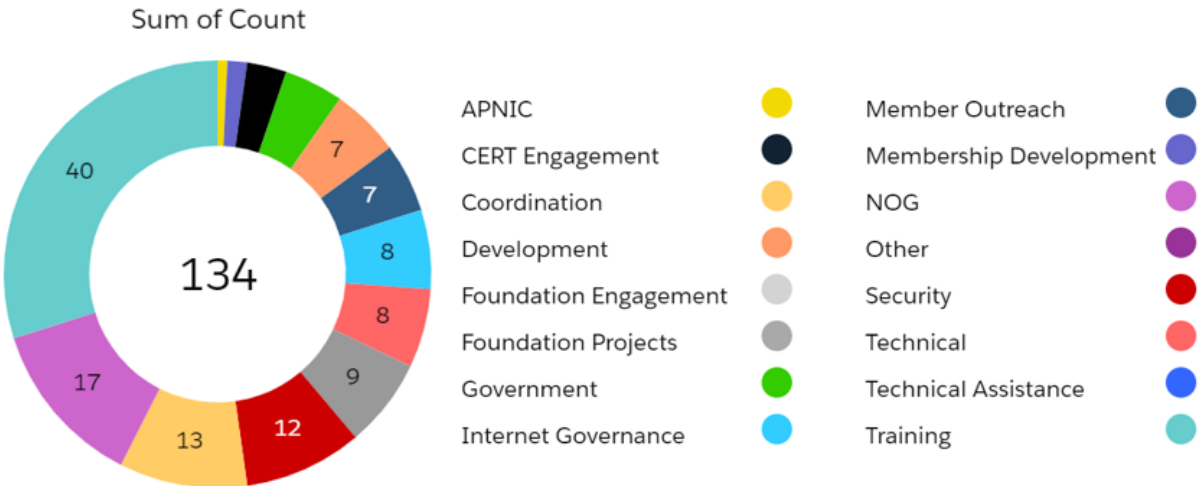 Sum of Count
7
7
8
8
9
12
13
17
40
134
APNIC
CERT Engagement
Coordination
Development
Foundation Engagement
Foundation Projects
Government
Internet Governance
Member Outreach
Membership Development
NOG
Other
Security
Technical
Technical Assistance
Training